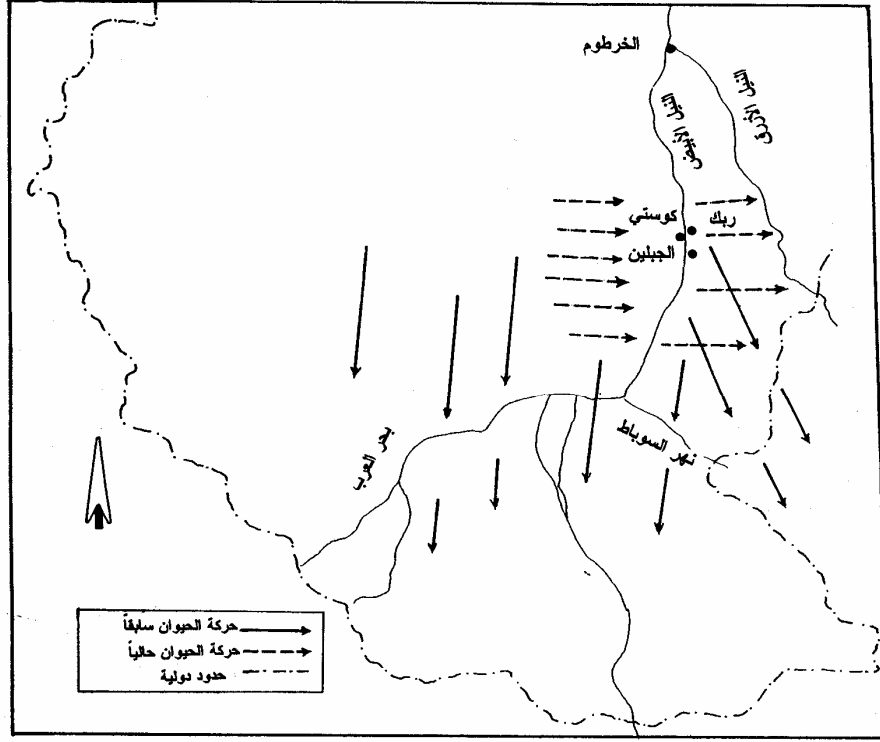 الخرطوم
النيل الأزرق
النيل الأبيض
كوستي
ربك
الجبلين
بحر العرب
نهر السوباط
حركة الحيوان سابقاً
حركة الحيوان حالياً
حدود دولية